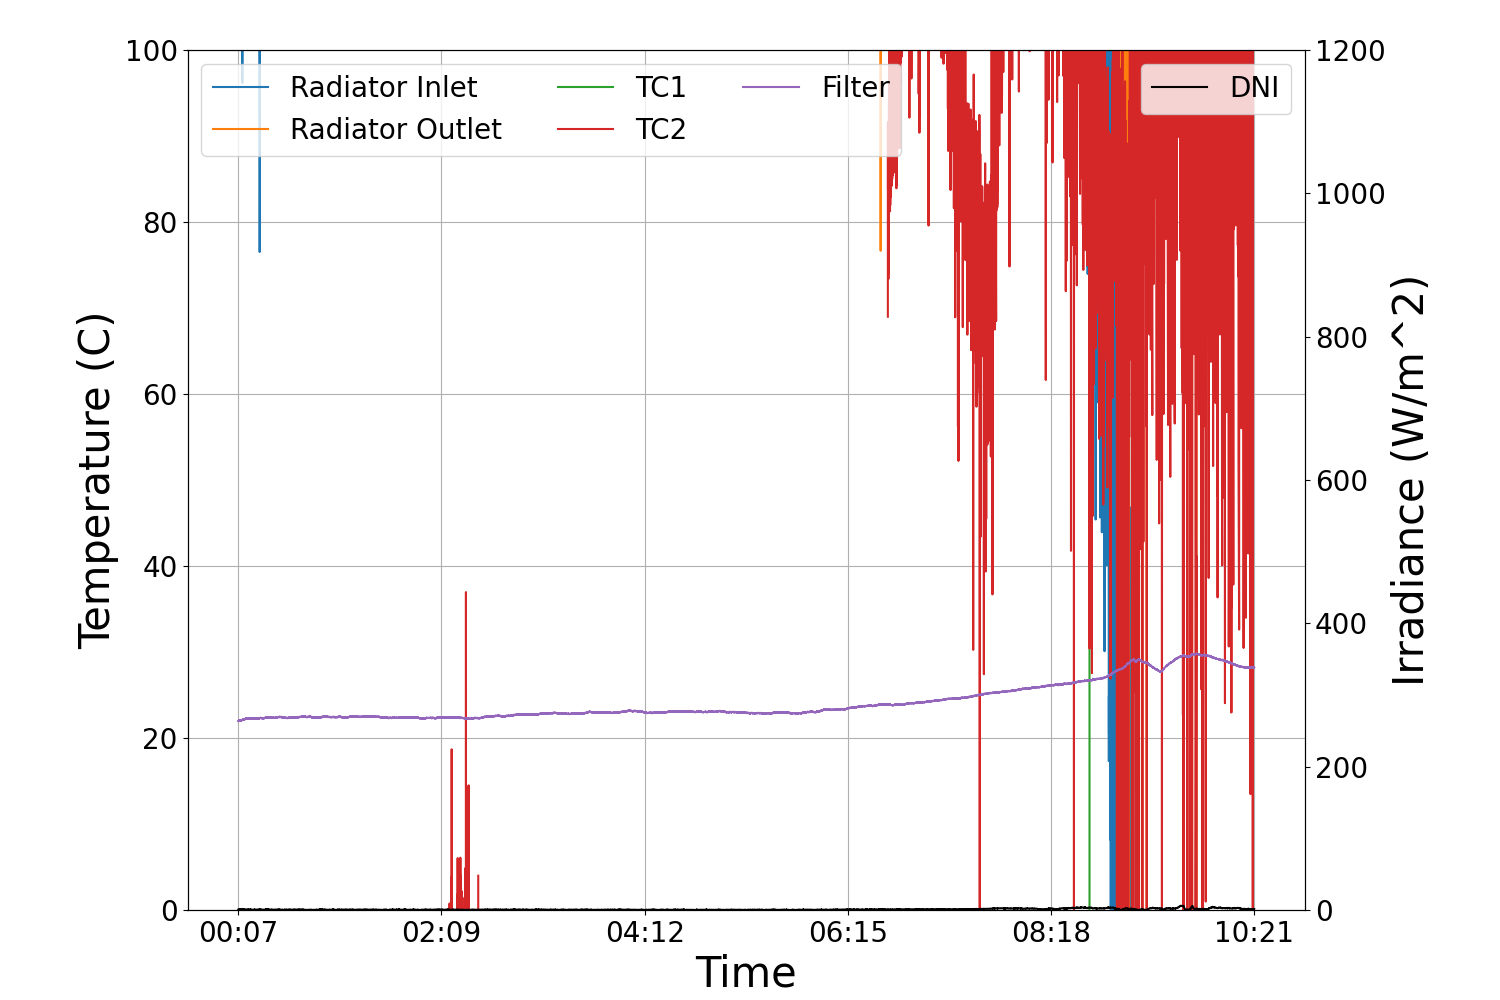 100
80
60
40
20
0
Temperature (C)
Radiator Inlet
Radiator Outlet
TC1
TC2
Filter
DNI
1200
1000
800
600
400
200
0
Irradiance (W/m^2)
00:07
02:09
04:12
06:15
08:18
10:21
Time